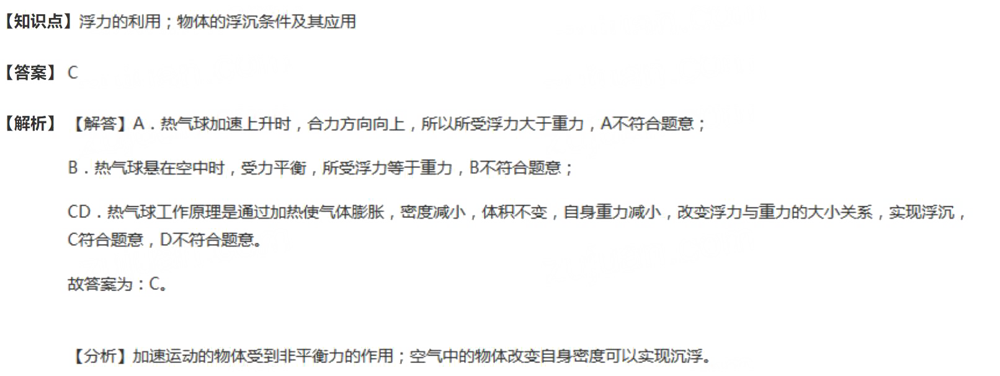 【知识点】浮力的利用；物体的浮沉条件及其应用
【答案】C
【解析】【解答】A．热气球加速上升时，合力方向向上，所以所受浮力大于重力，A不符合题意；
B．热气球悬在空中时，受力平衡，所受浮力等于重力，B不符合题意；
CD．热气球工作原理是通过加热使气体膨胀，密度减小，体积不变，自身重力减小，改变浮力与重力的大小关系，实现浮沉，
C符合题意，D不符合题意。
故答案为：C。
【分析】加速运动的物体受到非平衡力的作用；空气中的物体改变自身密度可以实现沉浮。